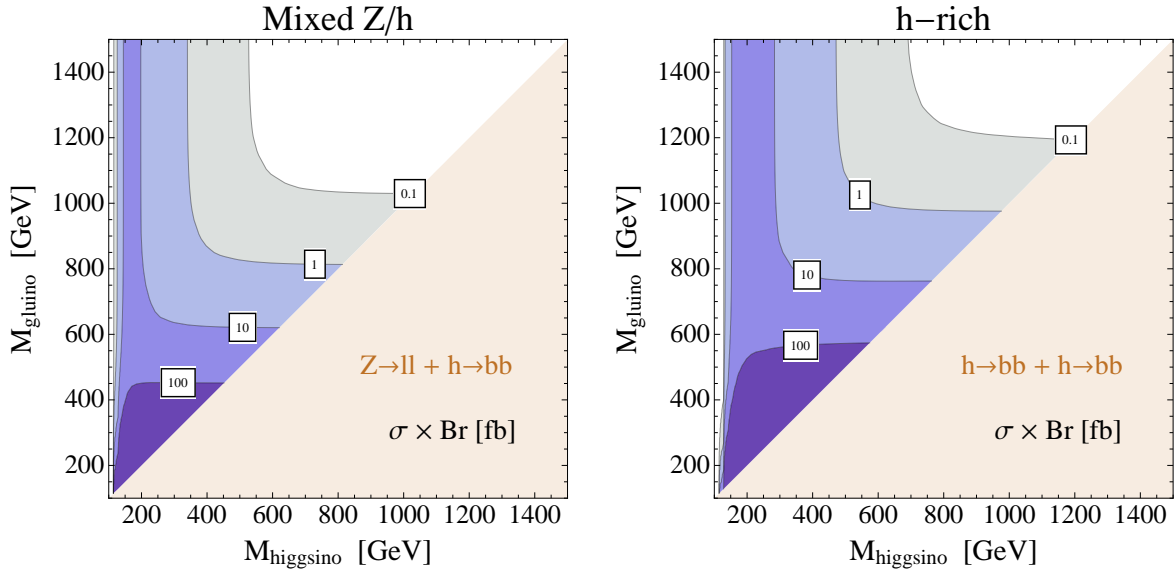 Mixed Z/h
1400
1200
1000
800
600
400
200
M_gluino [GeV]
0.1
1
10
100
Z→ll + h→bb
σ × Br [fb]
200 400 600 800 1000 1200 1400
M_higgsino [GeV]
h−rich
1400
1200
1000
800
600
400
200
M_gluino [GeV]
0.1
1
10
100
h→bb + h→bb
σ × Br [fb]
200 400 600 800 1000 1200 1400
M_higgsino [GeV]